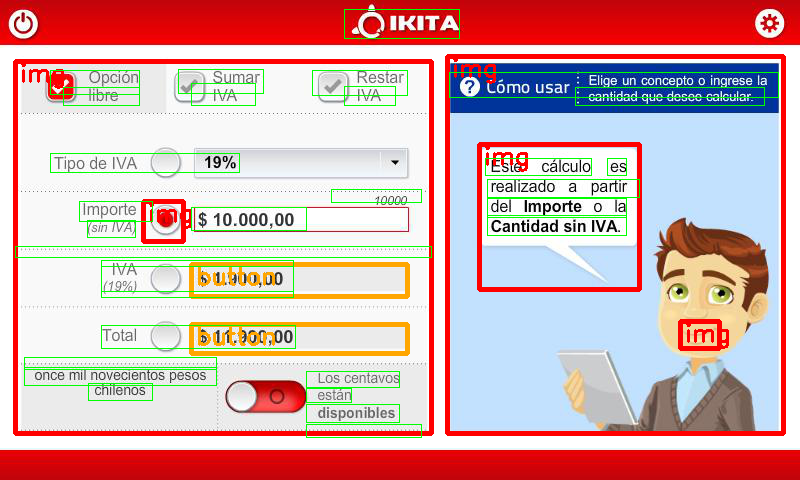 IKITA
Opción
libre
Sumar
IVA
Restar
IVA
Tipo de IVA
19%
10000
Importe
(sin IVA)
$ 10.000,00
IVA
(19%)
$ 1.900,00
Total
$ 11.900,00
once mil novecientos pesos
chilenos
Los centavos
están
disponibles
Cómo usar
Elige un concepto o ingrese la
cantidad que desee calcular.
Este cálculo es
realizado a partir
del Importe o la
Cantidad sin IVA.
img
img
img
img
img
button
button